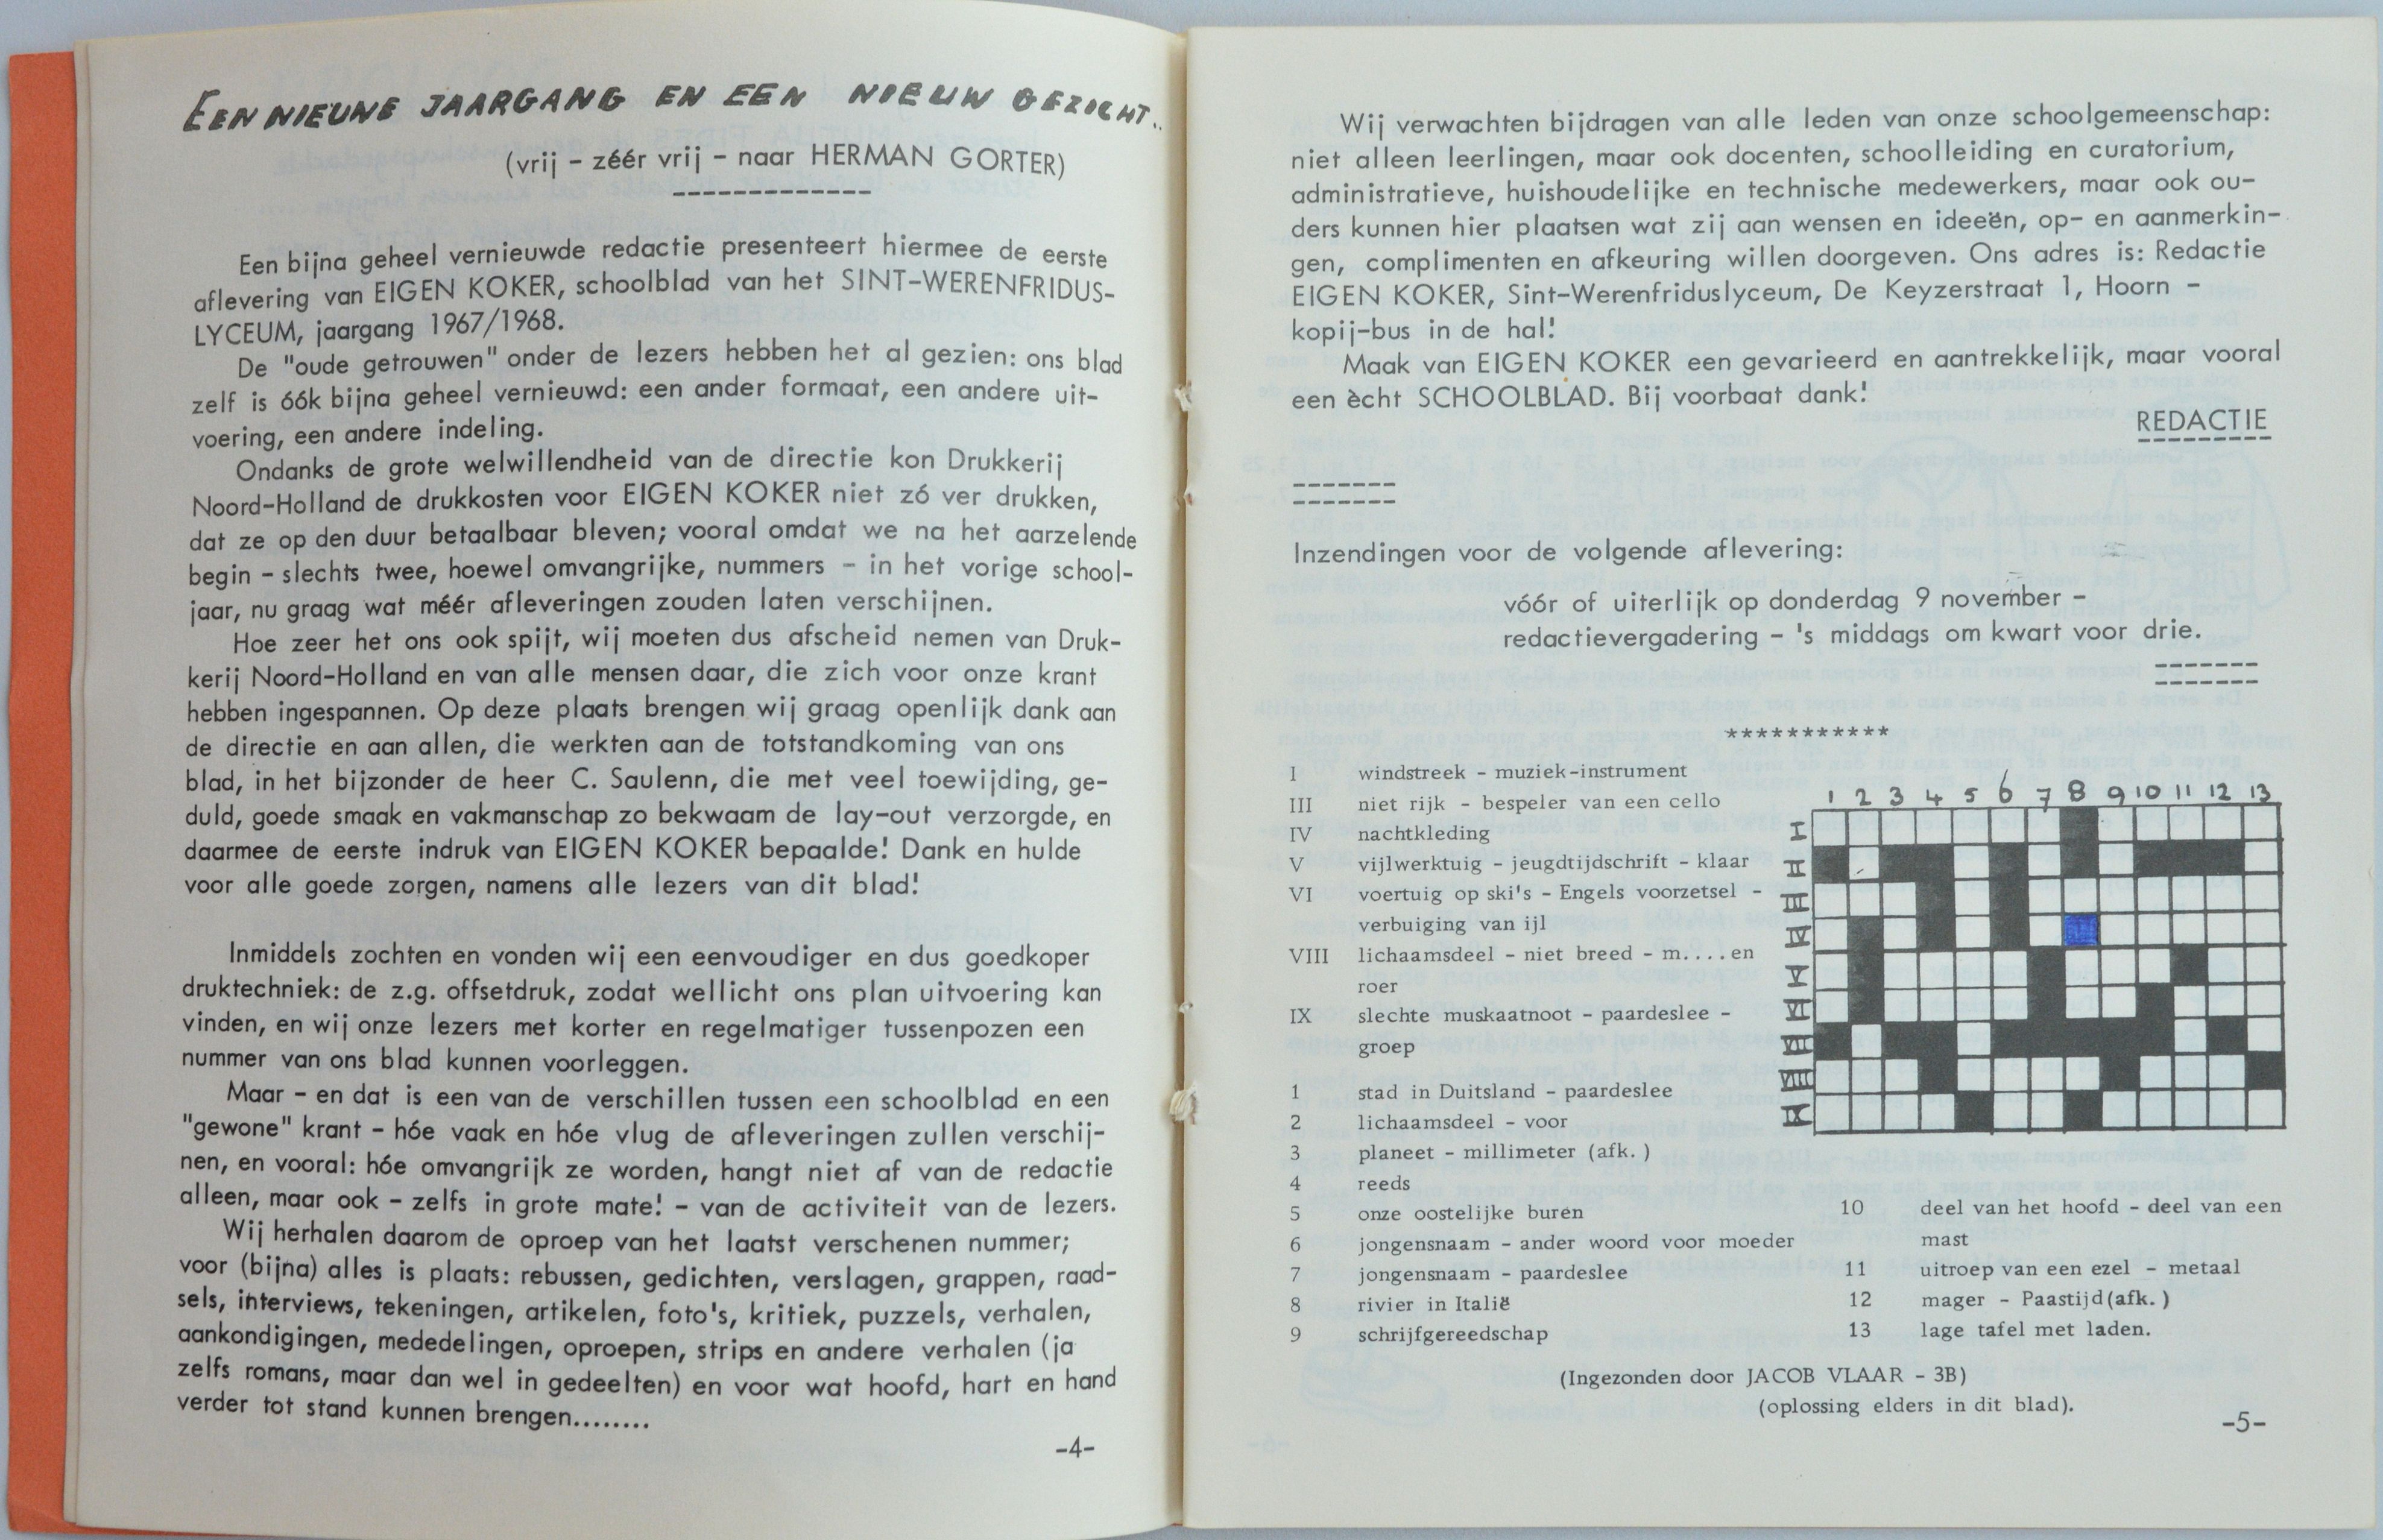 EEN NIEUWE JAARGANG EN EEN NIEUW GEZICHT..
(vrij - zéér vrij - naar HERMAN GORTER)
-------------
Een bijna geheel vernieuwde redactie presenteert hiermee de eerste
aflevering van EIGEN KOKER, schoolblad van het SINT-WERENFRIDUS-
LYCEUM, jaargang 1967/1968.
De "oude getrouwen" onder de lezers hebben het al gezien: ons blad
zelf is óók bijna geheel vernieuwd: een ander formaat, een andere uit-
voering, een andere indeling.
Ondanks de grote welwillendheid van de directie kon Drukkerij
Noord-Holland de drukkosten voor EIGEN KOKER niet zó ver drukken,
dat ze op den duur betaalbaar bleven; vooral omdat we na het aarzelende
begin - slechts twee, hoewel omvangrijke, nummers - in het vorige school-
jaar, nu graag wat méér afleveringen zouden laten verschijnen.
Hoe zeer het ons ook spijt, wij moeten dus afscheid nemen van Druk-
kerij Noord-Holland en van alle mensen daar, die zich voor onze krant
hebben ingespannen. Op deze plaats brengen wij graag openlijk dank aan
de directie en aan allen, die werkten aan de totstandkoming van ons
blad, in het bijzonder de heer C. Saulenn, die met veel toewijding, ge-
duld, goede smaak en vakmanschap zo bekwaam de lay-out verzorgde, en
daarmee de eerste indruk van EIGEN KOKER bepaalde! Dank en hulde
voor alle goede zorgen, namens alle lezers van dit blad!
Inmiddels zochten en vonden wij een eenvoudiger en dus goedkoper
druktechniek: de z.g. offsetdruk, zodat wellicht ons plan uitvoering kan
vinden, en wij onze lezers met korter en regelmatiger tussenpozen een
nummer van ons blad kunnen voorleggen.
Maar - en dat is een van de verschillen tussen een schoolblad en een
"gewone" krant - hóe vaak en hóe vlug de afleveringen zullen verschij-
nen, en vooral: hóe omvangrijk ze worden, hangt niet af van de redactie
alleen, maar ook - zelfs in grote mate! - van de activiteit van de lezers.
Wij herhalen daarom de oproep van het laatst verschenen nummer;
voor (bijna) alles is plaats: rebussen, gedichten, verslagen, grappen, raad-
sels, interviews, tekeningen, artikelen, foto's, kritiek, puzzels, verhalen,
aankondigingen, mededelingen, oproepen, strips en andere verhalen (ja
zelfs romans, maar dan wel in gedeelten) en voor wat hoofd, hart en hand
verder tot stand kunnen brengen........
-4-
Wij verwachten bijdragen van alle leden van onze schoolgemeenschap:
niet alleen leerlingen, maar ook docenten, schoolleiding en curatorium,
administratieve, huishoudelijke en technische medewerkers, maar ook ou-
ders kunnen hier plaatsen wat zij aan wensen en ideeën, op- en aanmerkin-
gen, complimenten en afkeuring willen doorgeven. Ons adres is: Redactie
EIGEN KOKER, Sint-Werenfriduslyceum, De Keyzerstraat 1, Hoorn -
kopij-bus in de hal!
Maak van EIGEN KOKER een gevarieerd en aantrekkelijk, maar vooral
een ècht SCHOOLBLAD. Bij voorbaat dank!
REDACTIE
Inzendingen voor de volgende aflevering:
vóór of uiterlijk op donderdag 9 november -
redactievergadering - 's middags om kwart voor drie.
***********
I windstreek - muziek-instrument
III niet rijk - bespeler van een cello
IV nachtkleding
V vijlwerktuig - jeugdtijdschrift - klaar
VI voertuig op ski's - Engels voorzetsel -
verbuiging van ijl
VIII lichaamsdeel - niet breed - m....en
roer
IX slechte muskaatnoot - paardeslee -
groep
1 stad in Duitsland - paardeslee
2 lichaamsdeel - voor
3 planeet - millimeter (afk. )
4 reeds
5 onze oostelijke buren
6 jongensnaam - ander woord voor moeder
7 jongensnaam - paardeslee
8 rivier in Italië
9 schrijfgereedschap
1 2 3 4 5 6 7 8 9 10 11 12 13
I
II
III
IV
V
VI
VII
VIII
IX
10 deel van het hoofd - deel van een
mast
11 uitroep van een ezel - metaal
12 mager - Paastijd(afk. )
13 lage tafel met laden.
(Ingezonden door JACOB VLAAR - 3B)
(oplossing elders in dit blad).
-5-